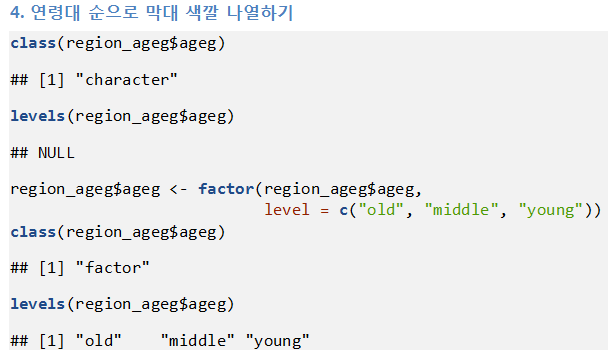 4. 연령대 순으로 막대 색깔 나열하기
class(region_ageg$ageg)
## [1] "character"
levels(region_ageg$ageg)
## NULL
region_ageg$ageg <- factor(region_ageg$ageg,
                           level = c("old", "middle", "young"))
class(region_ageg$ageg)
## [1] "factor"
levels(region_ageg$ageg)
## [1] "old"    "middle" "young"